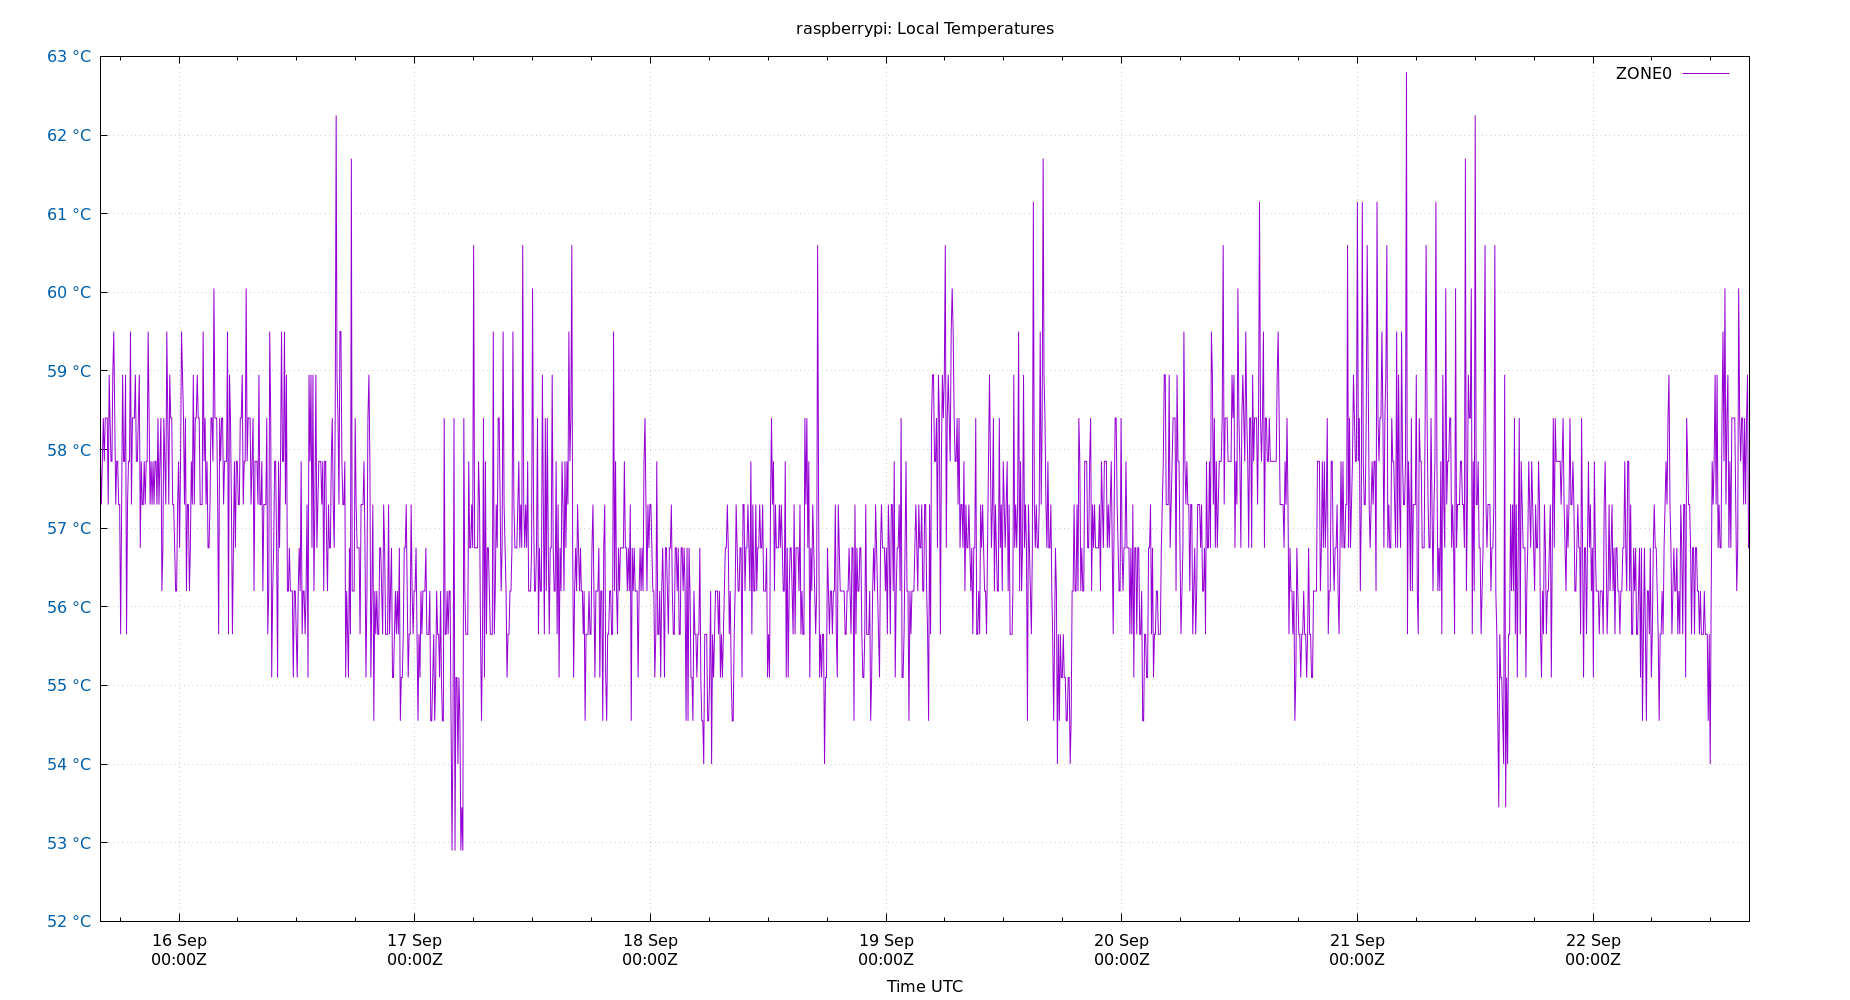 raspberrypi: Local Temperatures
63 °C
ZONE0
62 °C
61 °C
60 °C
59 °C
58 °C
57 °C
56 °C
55 °C
54 °C
53 °C
52 °C
16 Sep 17 Sep 18 Sep 19 Sep 20 Sep 21 Sep 22 Sep
00:00Z 00:00Z 00:00Z 00:00Z 00:00Z 00:00Z 00:00Z
Time UTC